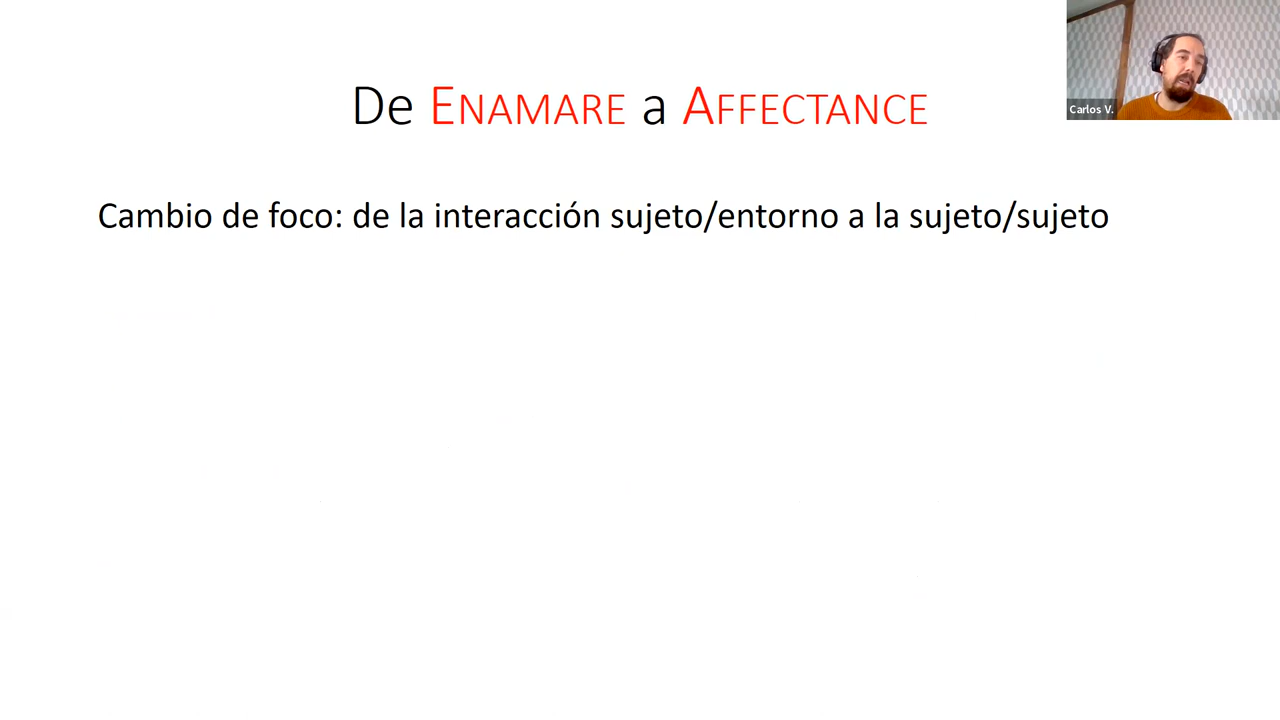 De ENAMARE a AFFECTANCE
Carlos V.
Cambio de foco: de la interacción sujeto/entorno a la sujeto/sujeto